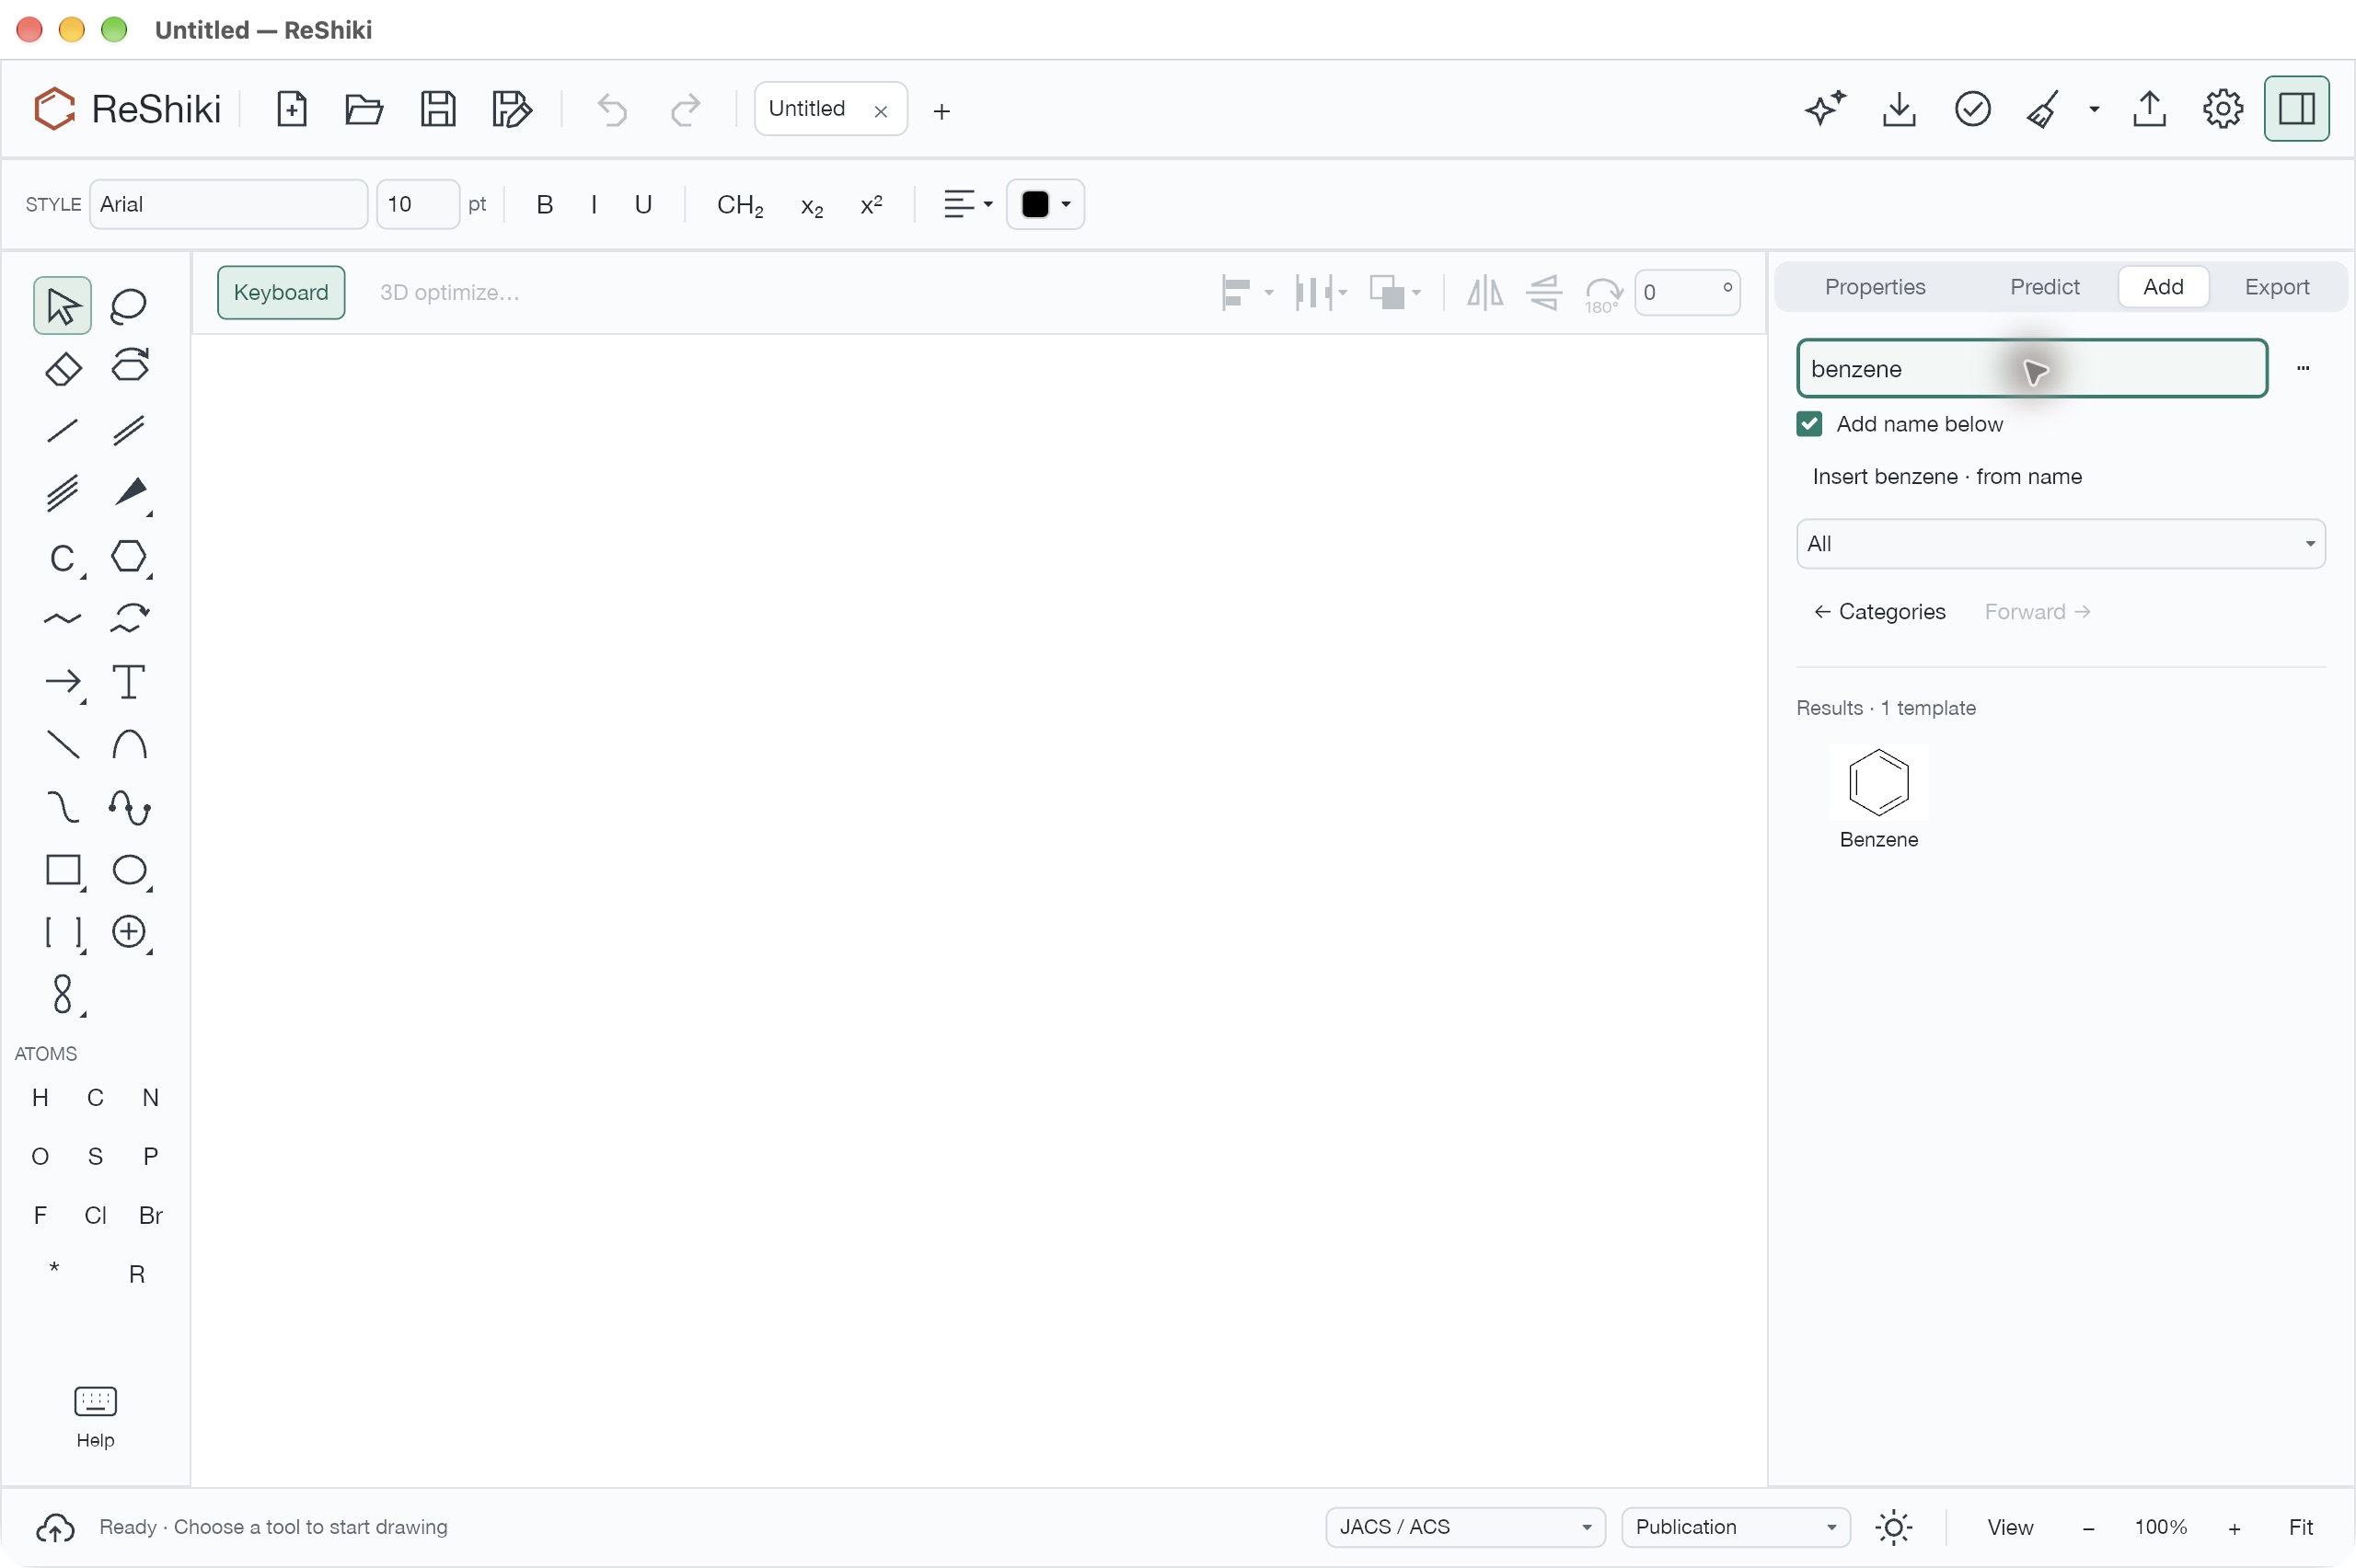 Untitled — ReShiki
ReShiki
Untitled × +
STYLE Arial 10 pt B I U CH₂ x₂ x²
Keyboard 3D optimize...
180° 0 °
Properties Predict Add Export
benzene
Add name below
Insert benzene · from name
All
← Categories Forward →
Results · 1 template
Benzene
C
T
[ ]
ATOMS
H C N
O S P
F Cl Br
* R
Help
Ready · Choose a tool to start drawing
JACS / ACS Publication View − 100% + Fit